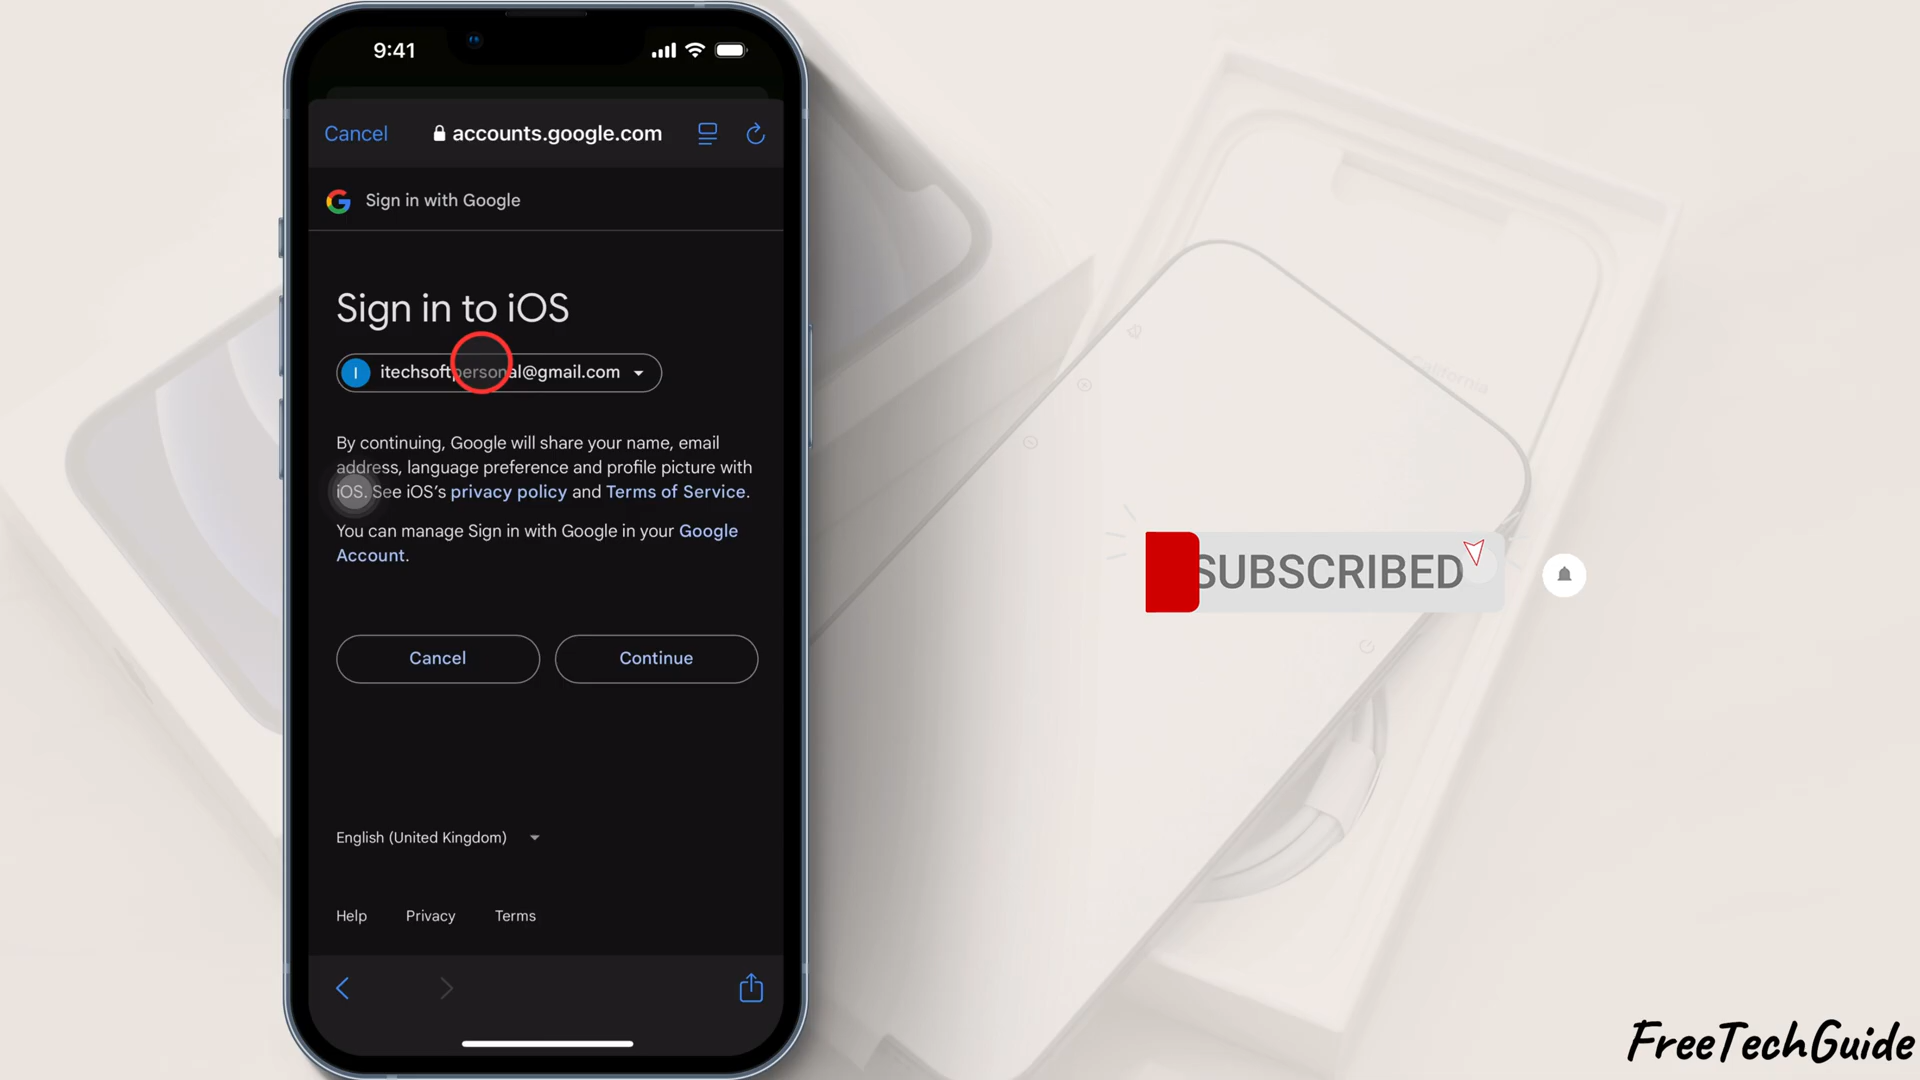 9:41
Cancel
accounts.google.com
Sign in with Google
Sign in to iOS
I
itechsoftpersonal@gmail.com
By continuing, Google will share your name, email
address, language preference and profile picture with
iOS. See iOS's privacy policy and Terms of Service.
You can manage Sign in with Google in your Google
Account.
Cancel
Continue
English (United Kingdom)
Help
Privacy
Terms
California
SUBSCRIBED
FreeTechGuide